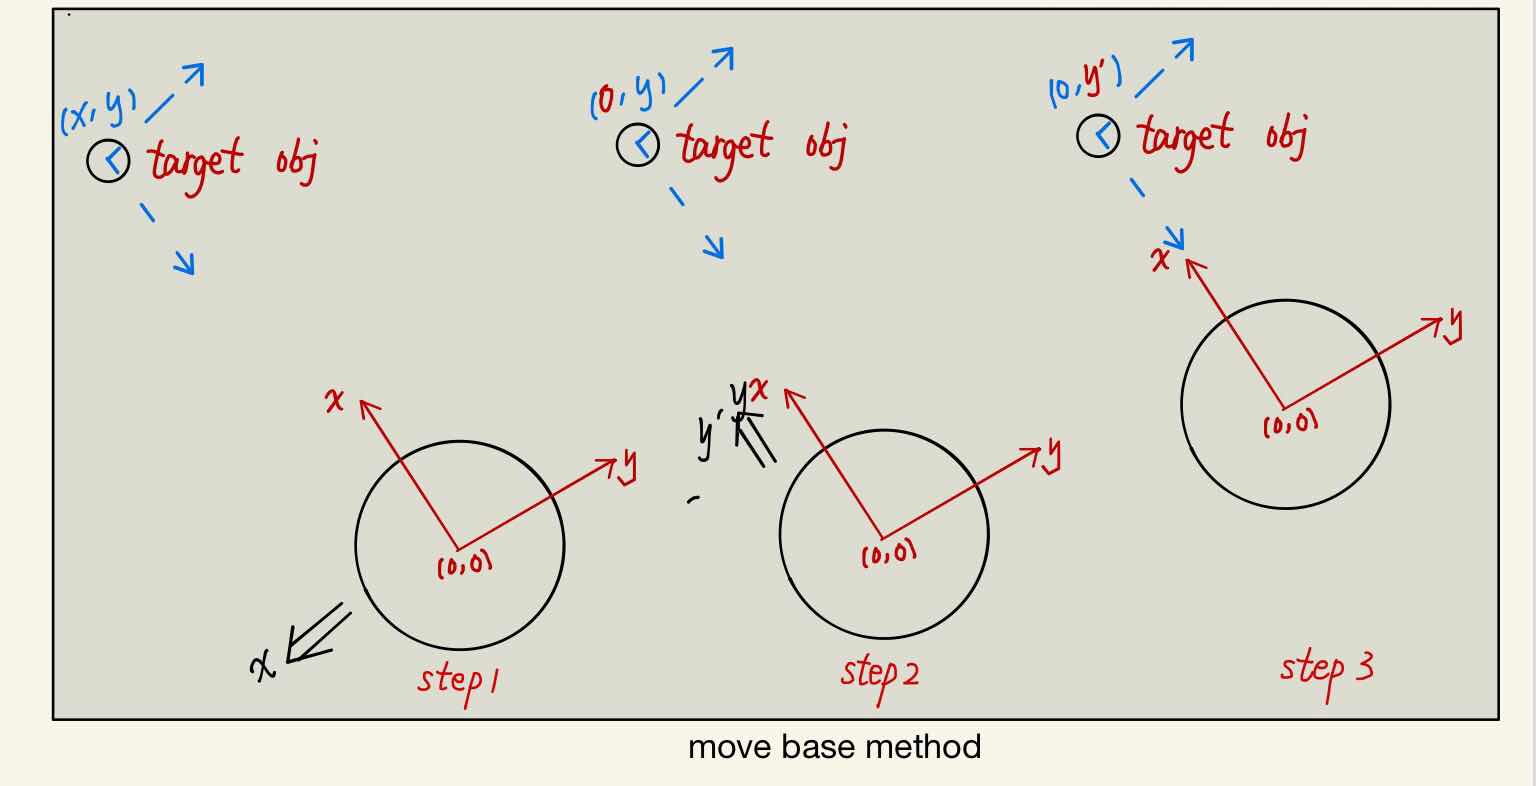 (x, y)
target obj
(0, y)
target obj
(0, y')
target obj
x
y
(0,0)
x
step 1
y'
y
x
y
(0,0)
step 2
x
y
(0,0)
step 3
move base method